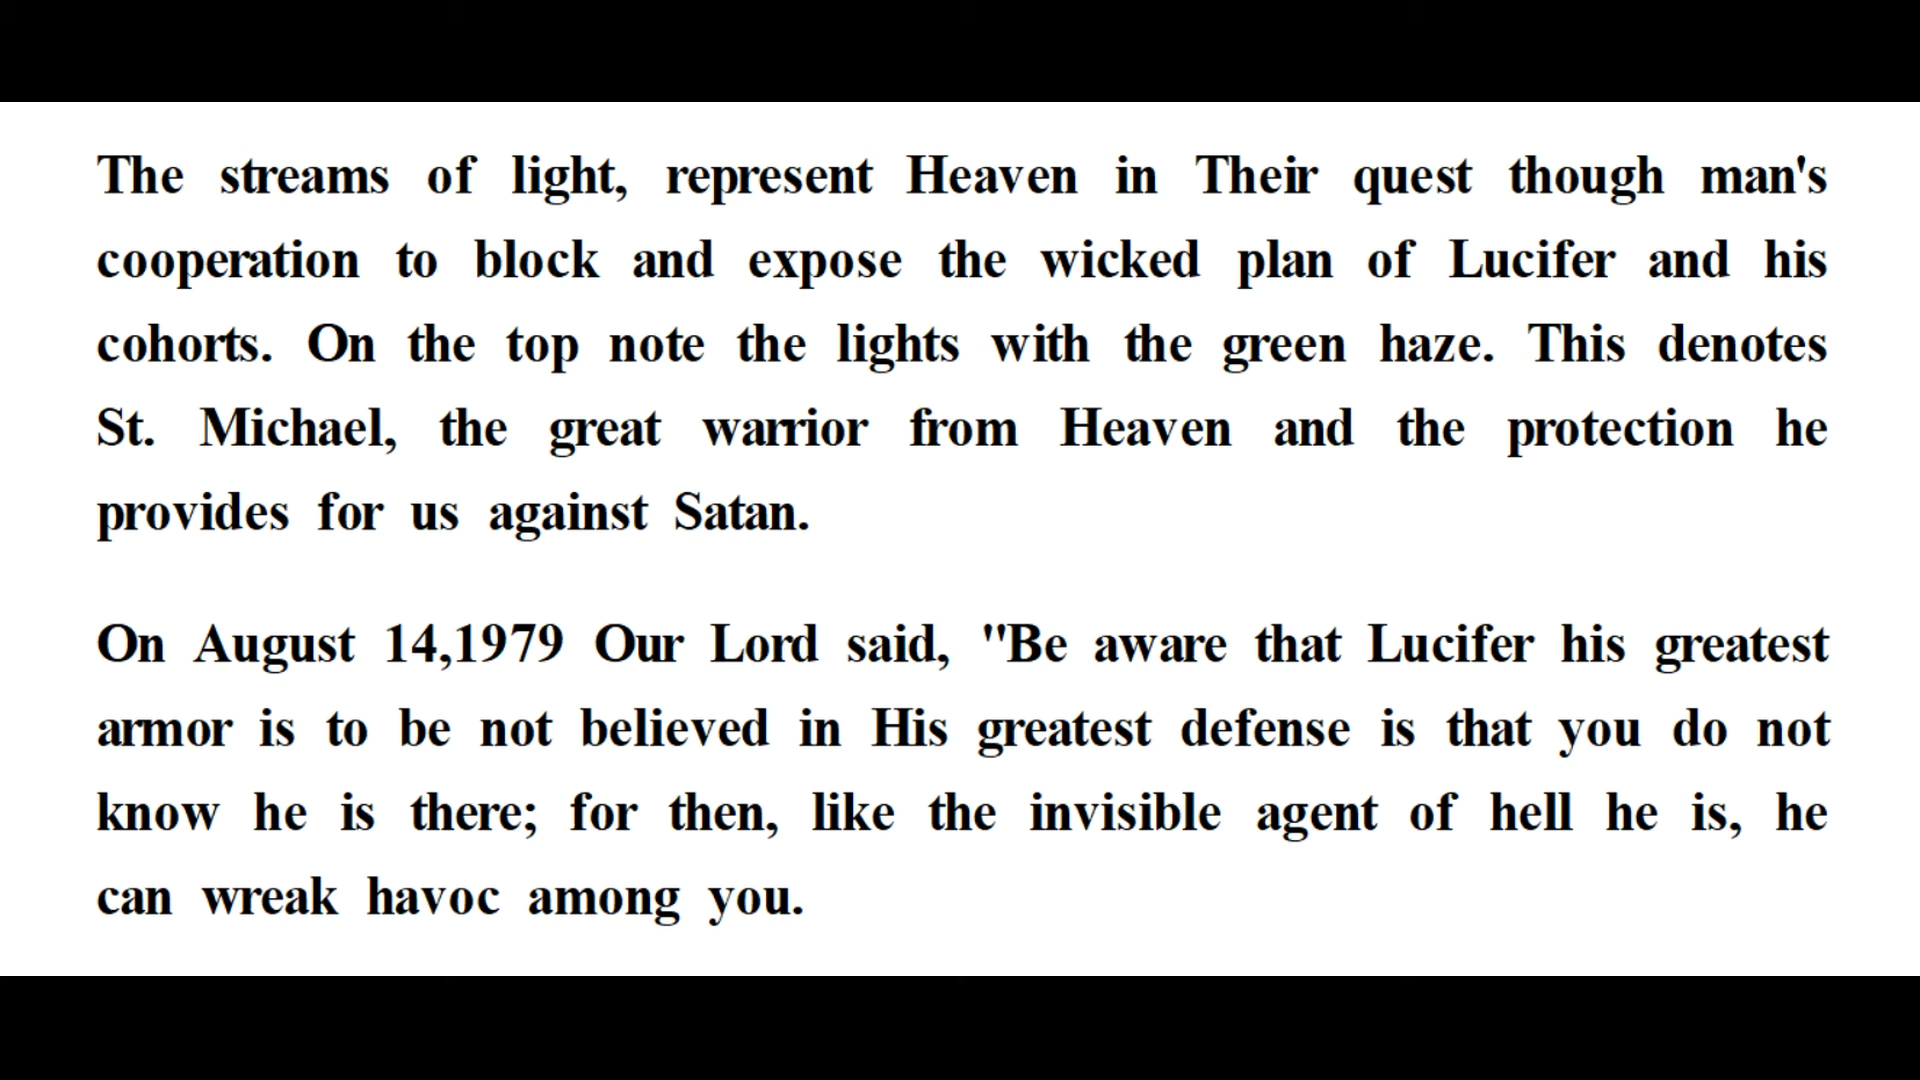 The streams of light, represent Heaven in Their quest though man's
cooperation to block and expose the wicked plan of Lucifer and his
cohorts. On the top note the lights with the green haze. This denotes
St. Michael, the great warrior from Heaven and the protection he
provides for us against Satan.
On August 14,1979 Our Lord said, "Be aware that Lucifer his greatest
armor is to be not believed in His greatest defense is that you do not
know he is there; for then, like the invisible agent of hell he is, he
can wreak havoc among you.